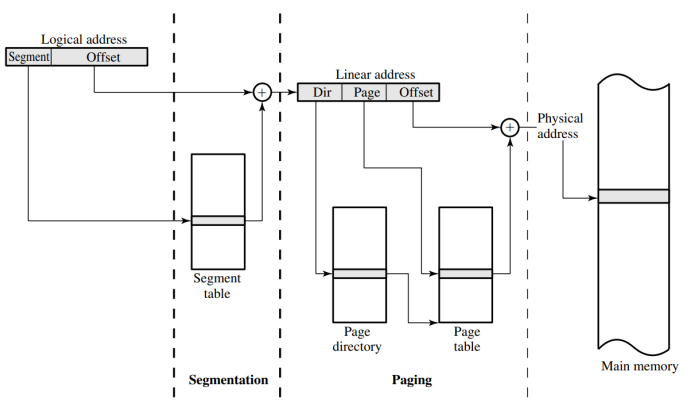 Logical address
Segment Offset
+
Linear address
Dir Page Offset
+
Physical
address
Segment
table
Page
directory
Page
table
Main memory
Segmentation
Paging